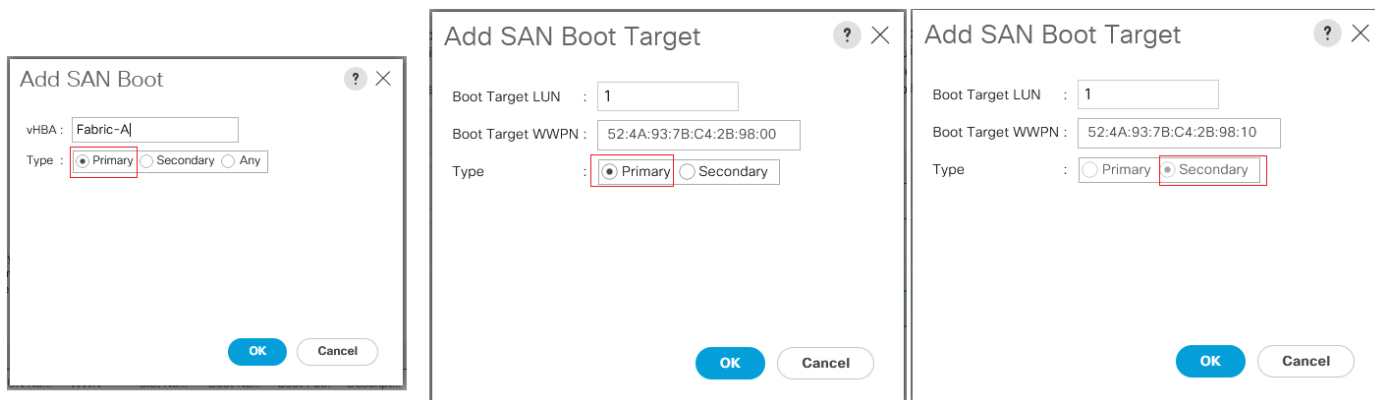 Add SAN Boot ?
vHBA : Fabric-A
Type : Primary Secondary Any
OK Cancel
Add SAN Boot Target ?
Boot Target LUN : 1
Boot Target WWPN : 52:4A:93:7B:C4:2B:98:00
Type : Primary Secondary
OK Cancel
Add SAN Boot Target ?
Boot Target LUN : 1
Boot Target WWPN : 52:4A:93:7B:C4:2B:98:10
Type : Primary Secondary
OK Cancel